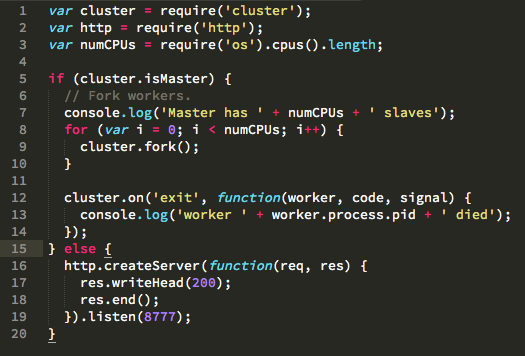 1 var cluster = require('cluster');
2 var http = require('http');
3 var numCPUs = require('os').cpus().length;
4
5 if (cluster.isMaster) {
6   // Fork workers.
7   console.log('Master has ' + numCPUs + ' slaves');
8   for (var i = 0; i < numCPUs; i++) {
9     cluster.fork();
10   }
11
12   cluster.on('exit', function(worker, code, signal) {
13     console.log('worker ' + worker.process.pid + ' died');
14   });
15 } else {
16   http.createServer(function(req, res) {
17     res.writeHead(200);
18     res.end();
19   }).listen(8777);
20 }